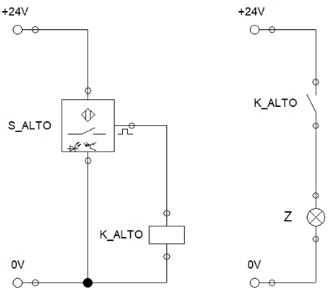 +24V
+24V
K_ALTO
S_ALTO
Z
K_ALTO
0V
0V